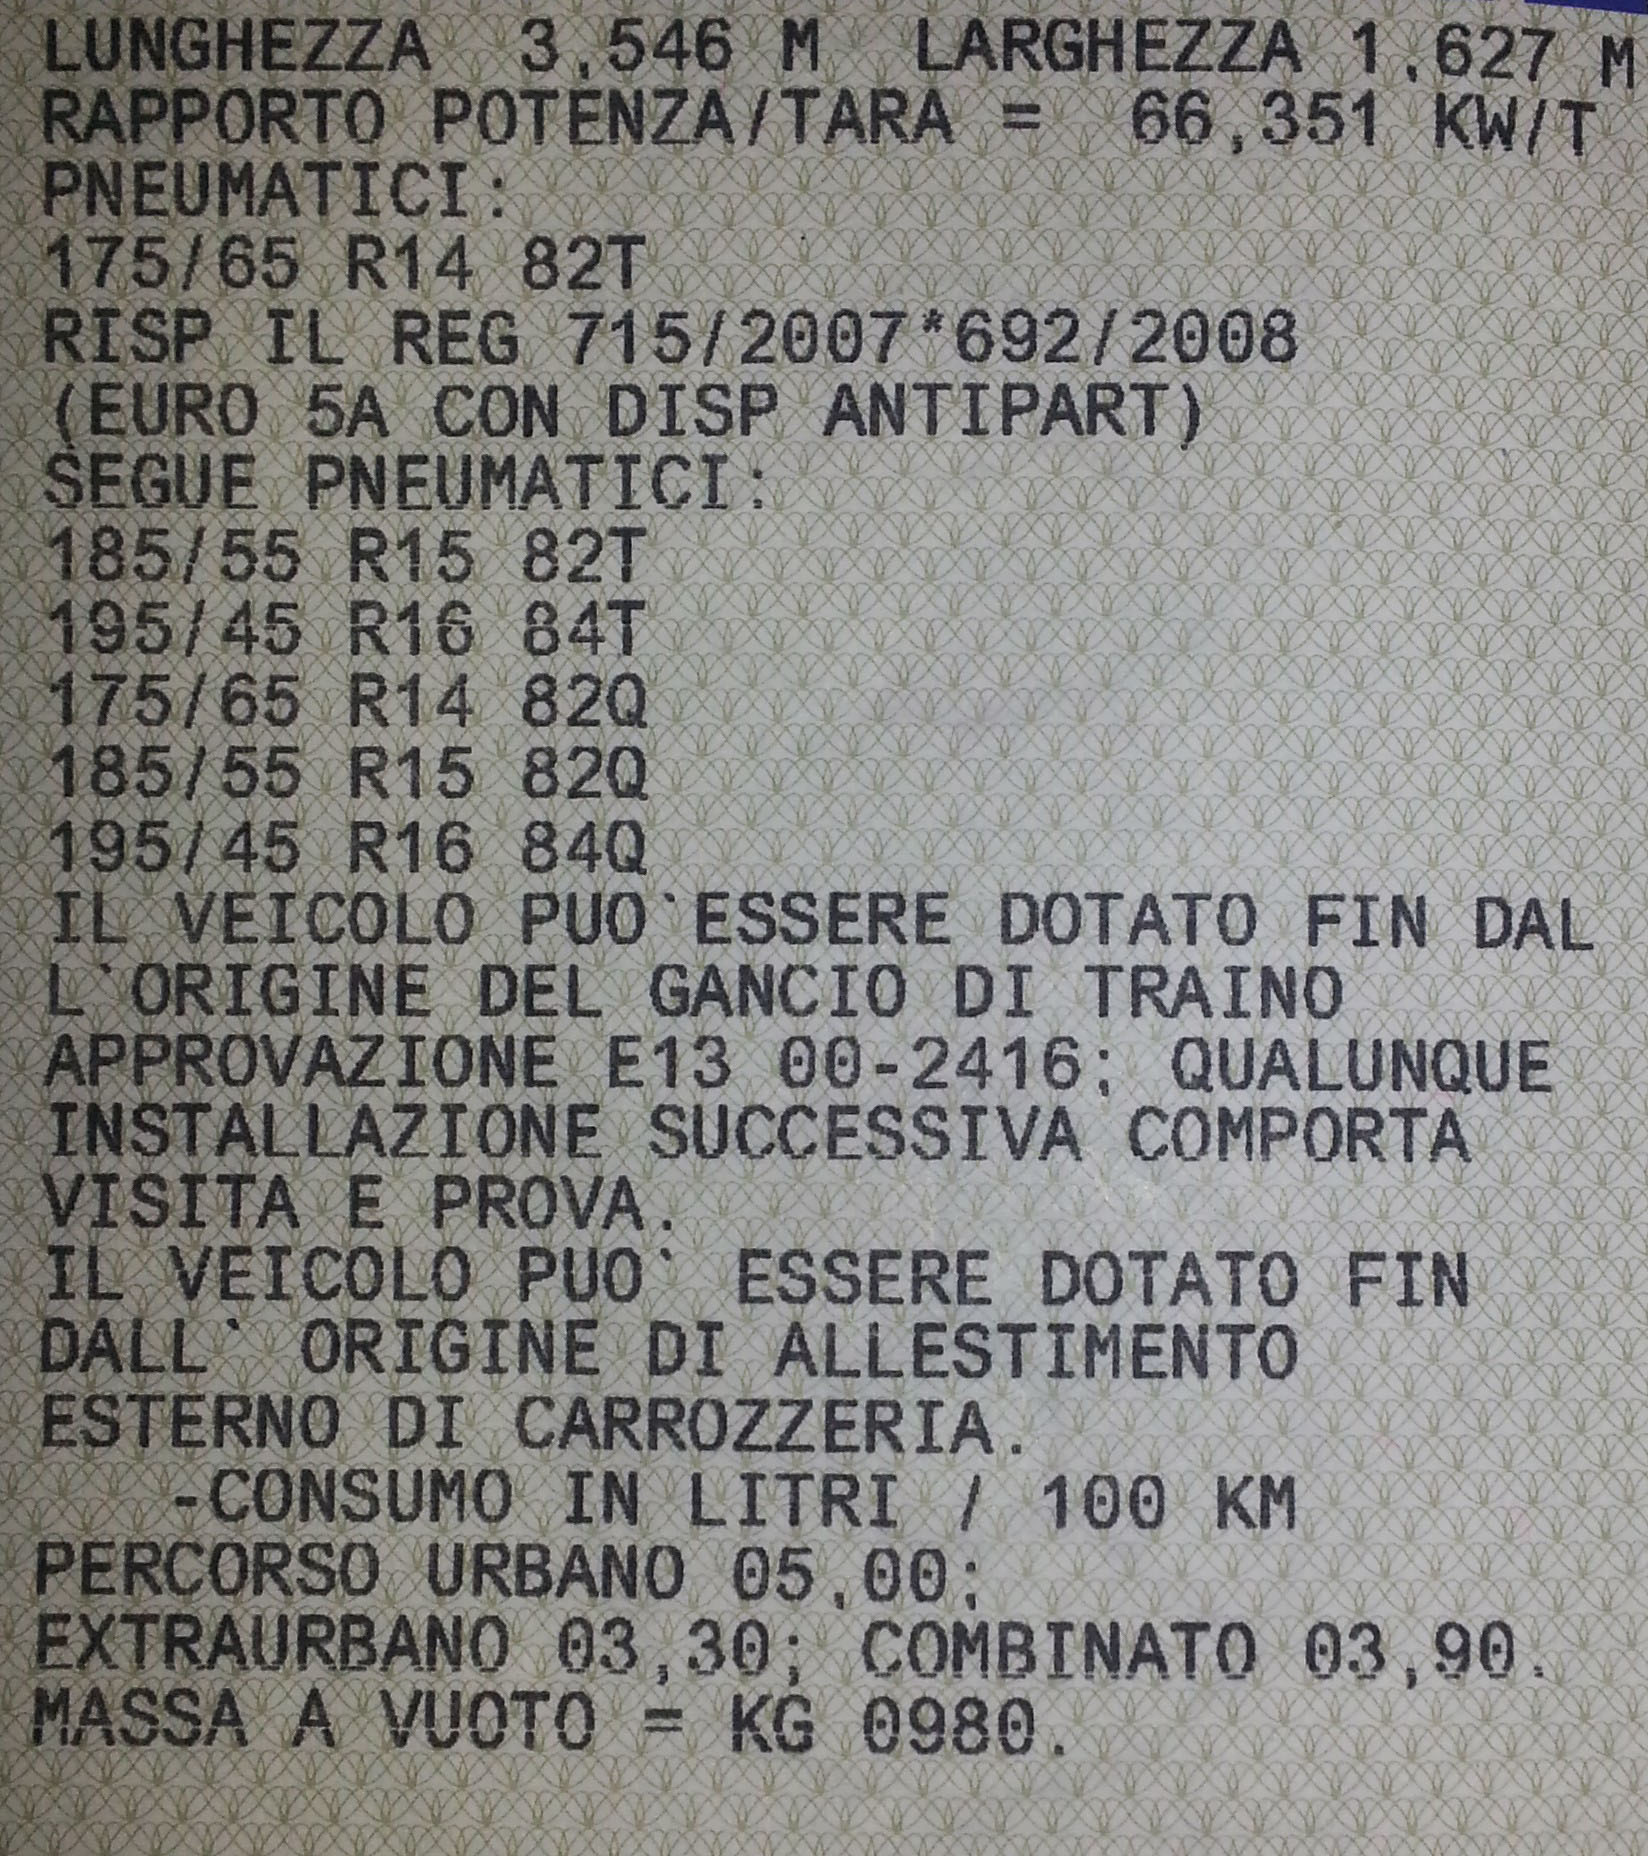 LUNGHEZZA  3,546 M  LARGHEZZA 1,627 M
RAPPORTO POTENZA/TARA =  66,351 KW/T
PNEUMATICI:
175/65 R14 82T
RISP IL REG 715/2007*692/2008
(EURO 5A CON DISP ANTIPART)
SEGUE PNEUMATICI:
185/55 R15 82T
195/45 R16 84T
175/65 R14 82Q
185/55 R15 82Q
195/45 R16 84Q
IL VEICOLO PUO`ESSERE DOTATO FIN DAL
L`ORIGINE DEL GANCIO DI TRAINO
APPROVAZIONE E13 00-2416; QUALUNQUE
INSTALLAZIONE SUCCESSIVA COMPORTA
VISITA E PROVA.
IL VEICOLO PUO` ESSERE DOTATO FIN
DALL` ORIGINE DI ALLESTIMENTO
ESTERNO DI CARROZZERIA.
-CONSUMO IN LITRI / 100 KM
PERCORSO URBANO 05,00;
EXTRAURBANO 03,30; COMBINATO 03,90.
MASSA A VUOTO = KG 0980.